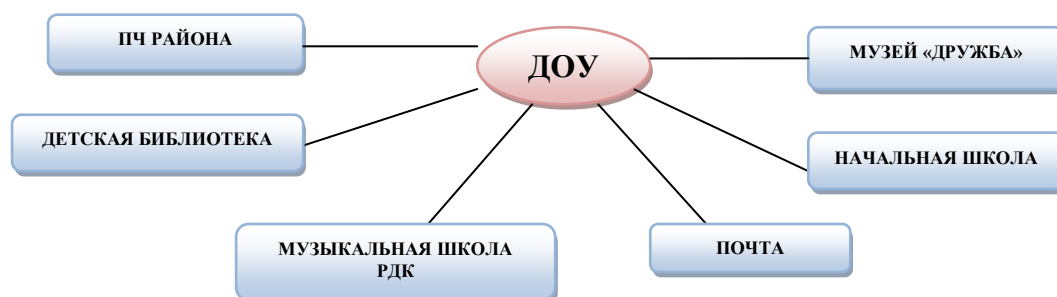 ПЧ РАЙОНА
ДОУ
МУЗЕЙ «ДРУЖБА»
ДЕТСКАЯ БИБЛИОТЕКА
НАЧАЛЬНАЯ ШКОЛА
МУЗЫКАЛЬНАЯ ШКОЛА
РДК
ПОЧТА